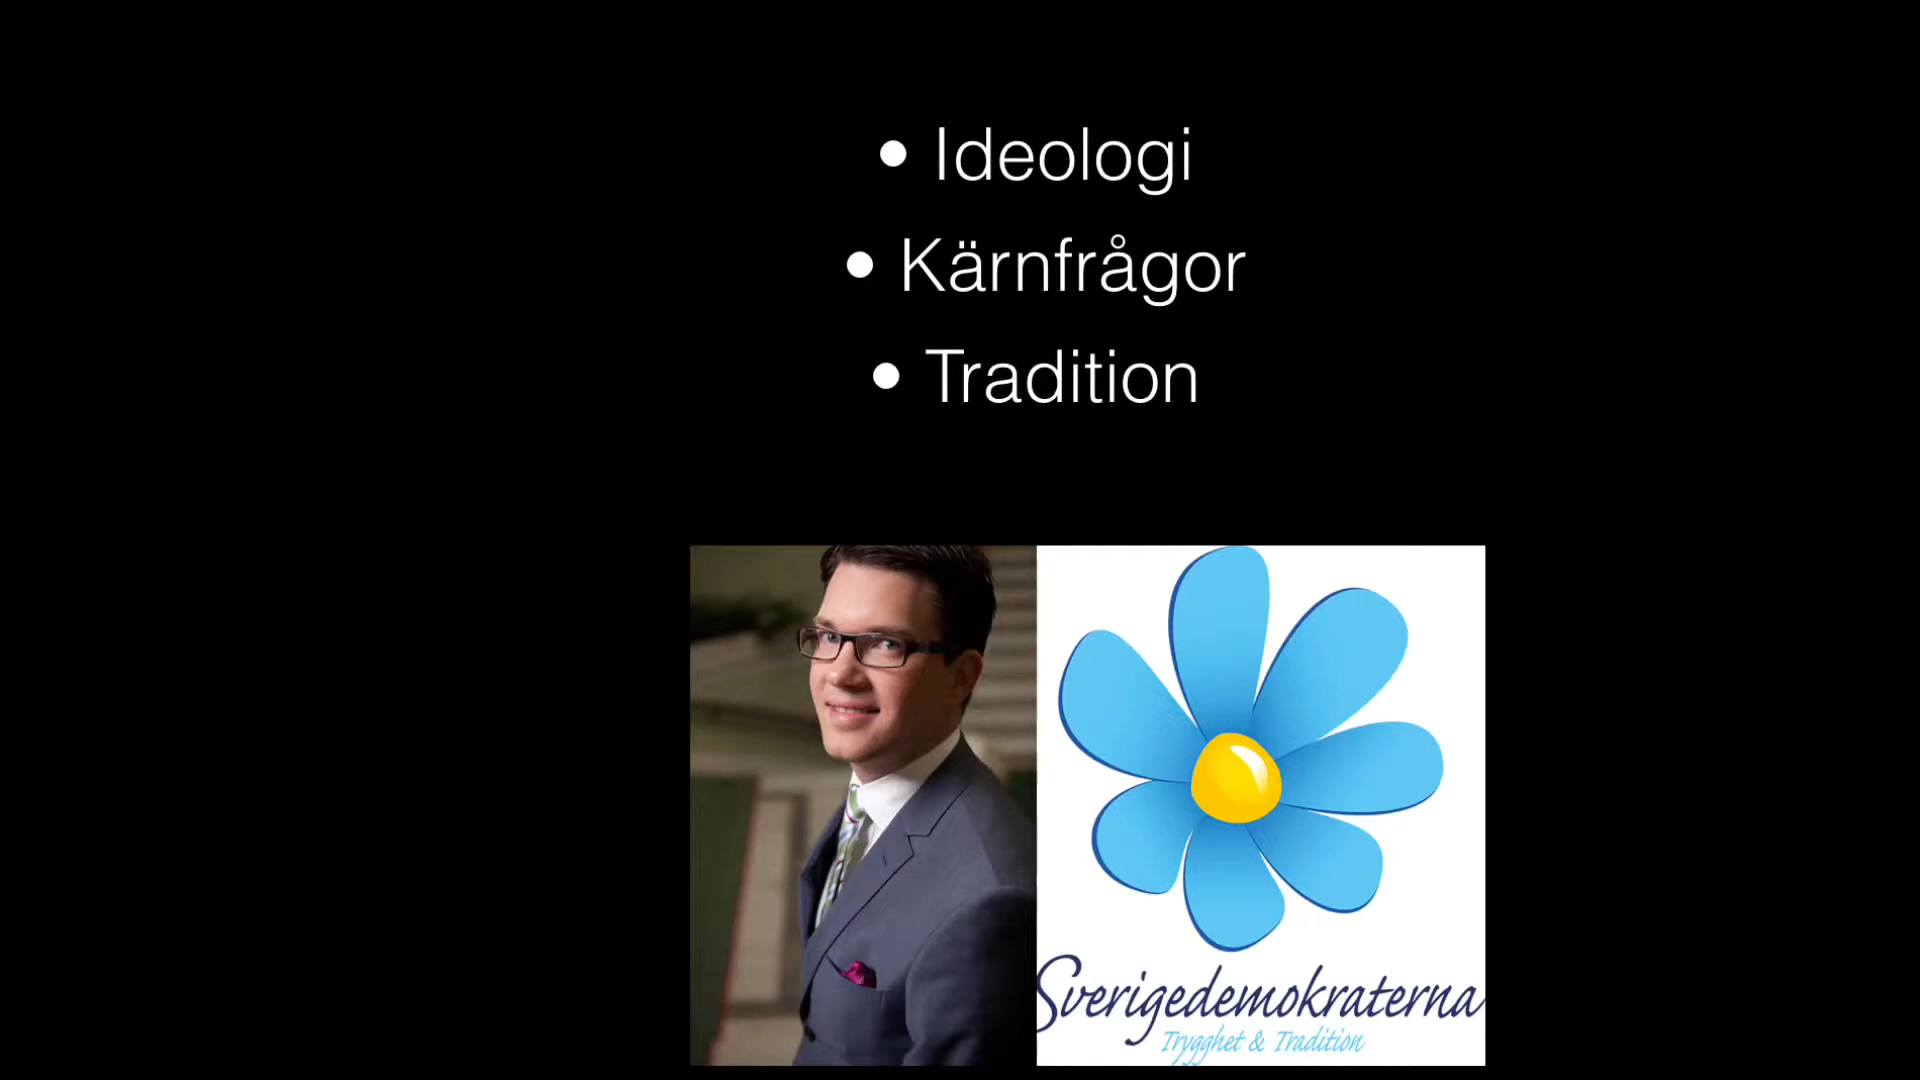 • Ideologi
• Kärnfrågor
• Tradition
Sverigedemokraterna
Trygghet & Tradition